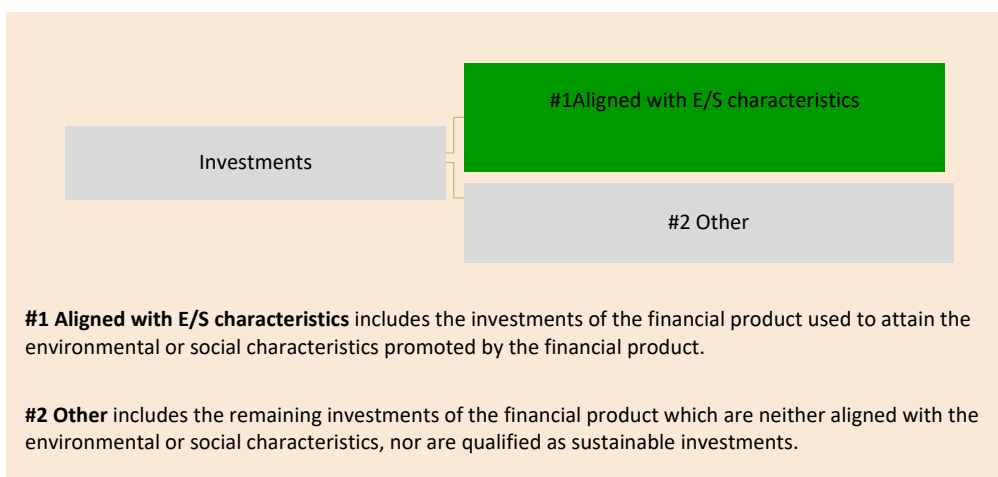 #1Aligned with E/S characteristics
Investments
#2 Other
#1 Aligned with E/S characteristics includes the investments of the financial product used to attain the
environmental or social characteristics promoted by the financial product.
#2 Other includes the remaining investments of the financial product which are neither aligned with the
environmental or social characteristics, nor are qualified as sustainable investments.